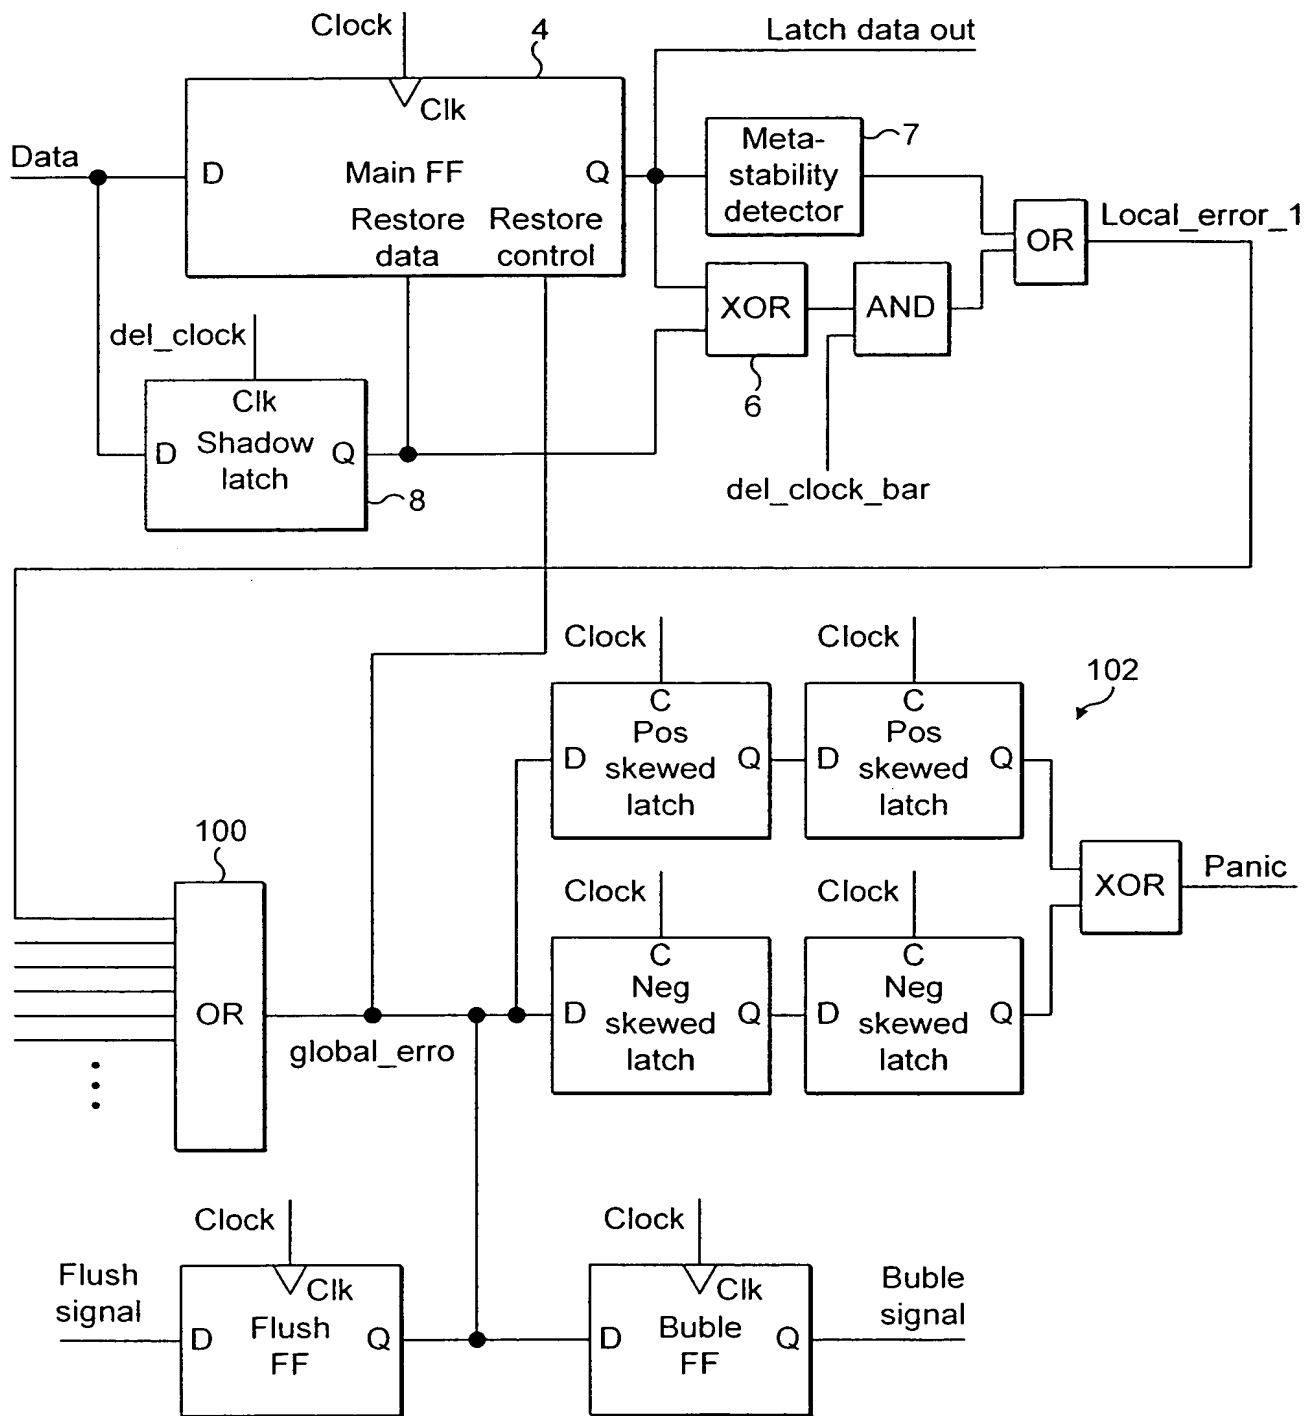 Clock
4
Latch data out
Clk
Data
D
Main FF
Q
Restore
data
Restore
control
Meta-
stability
detector
7
OR
Local_error_1
XOR
6
AND
del_clock_bar
del_clock
Clk
D
Shadow
latch
Q
8
Clock
C
D
Pos
skewed
latch
Q
Clock
C
D
Pos
skewed
latch
Q
102
100
OR
global_erro
Clock
C
D
Neg
skewed
latch
Q
Clock
C
D
Neg
skewed
latch
Q
XOR
Panic
Flush
signal
Clock
Clk
D
Flush
FF
Q
Clock
Clk
D
Buble
FF
Q
Buble
signal